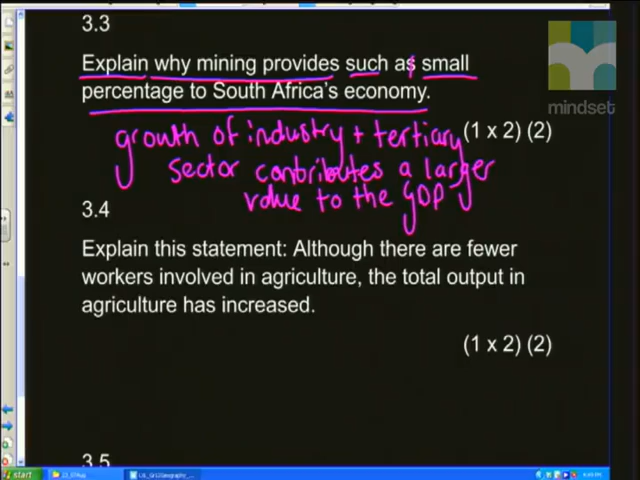 3.3
mindset
Explain why mining provides such as small
percentage to South Africa's economy.
(1 x 2) (2)
growth of industry + tertiary
sector contributes a larger
value to the GDP
3.4
Explain this statement: Although there are fewer
workers involved in agriculture, the total output in
agriculture has increased.
(1 x 2) (2)
3.5
start